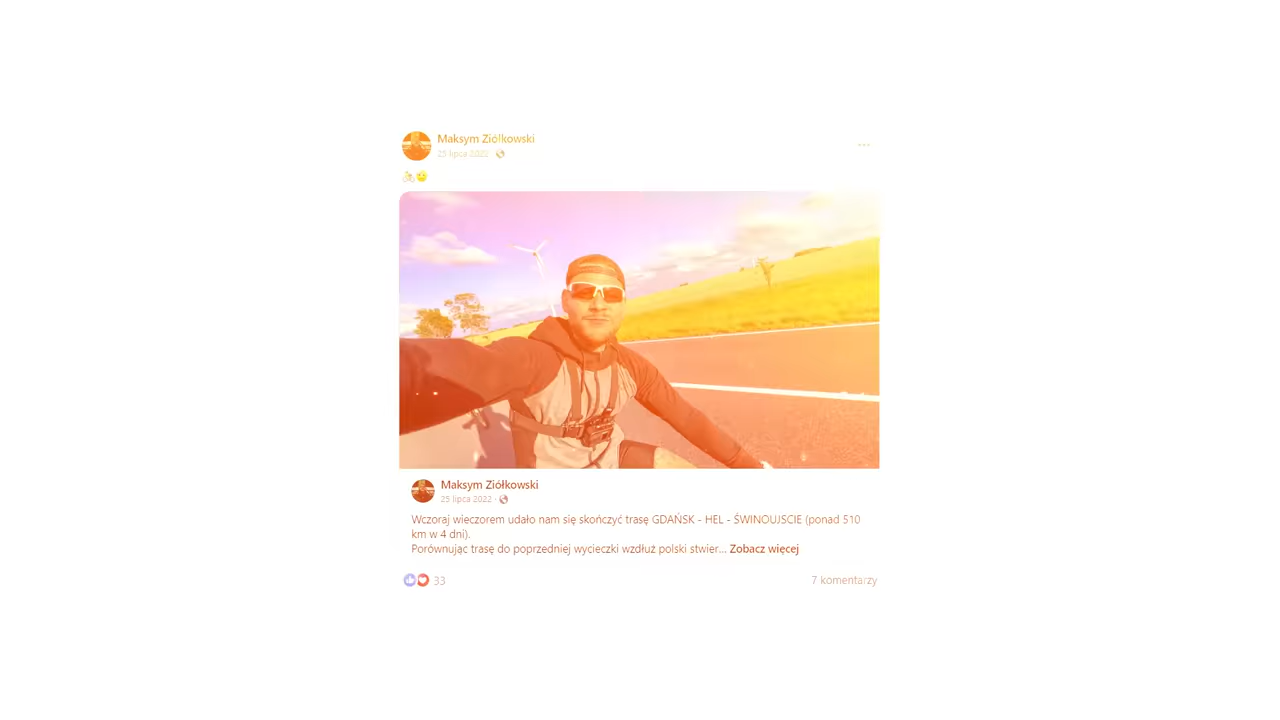 Maksym Ziółkowski
25 lipca 2022
Maksym Ziółkowski
25 lipca 2022 ·
Wczoraj wieczorem udało nam się skończyć trasę GDAŃSK - HEL - ŚWINOUJSCIE (ponad 510
km w 4 dni).
Porównując trasę do poprzedniej wycieczki wzdłuż polski stwier... Zobacz więcej
33
7 komentarzy